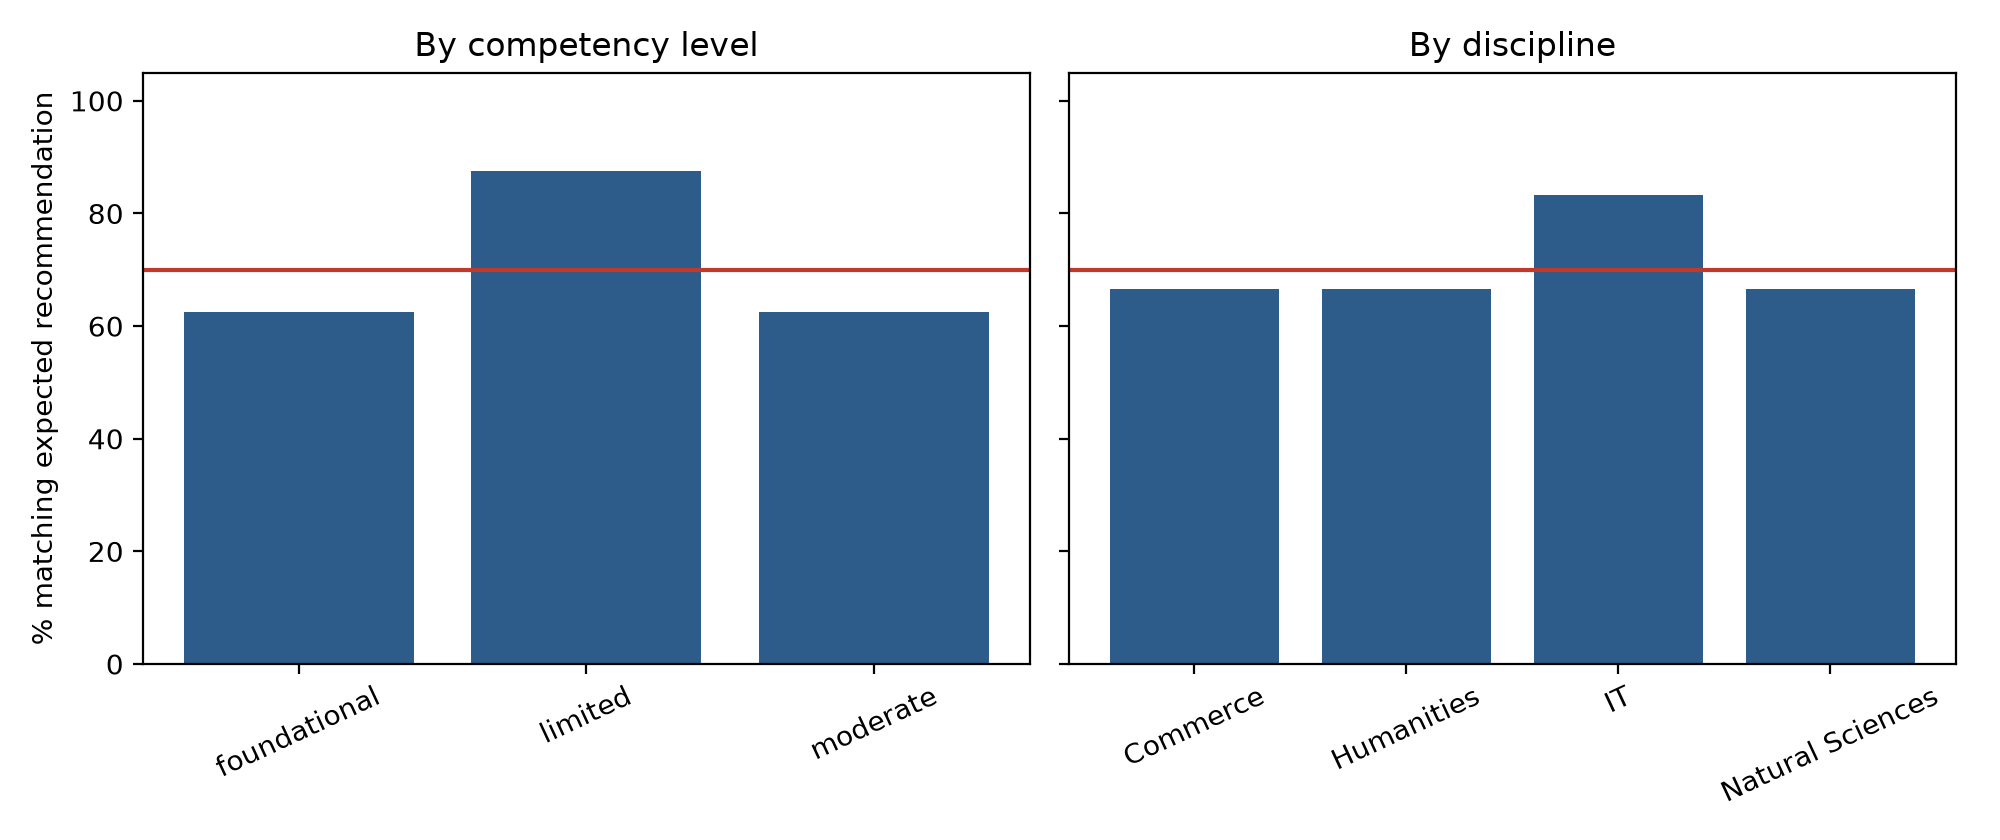 By competency level
% matching expected recommendation
100
80
60
40
20
0
foundational
limited
moderate
By discipline
Commerce
Humanities
IT
Natural Sciences